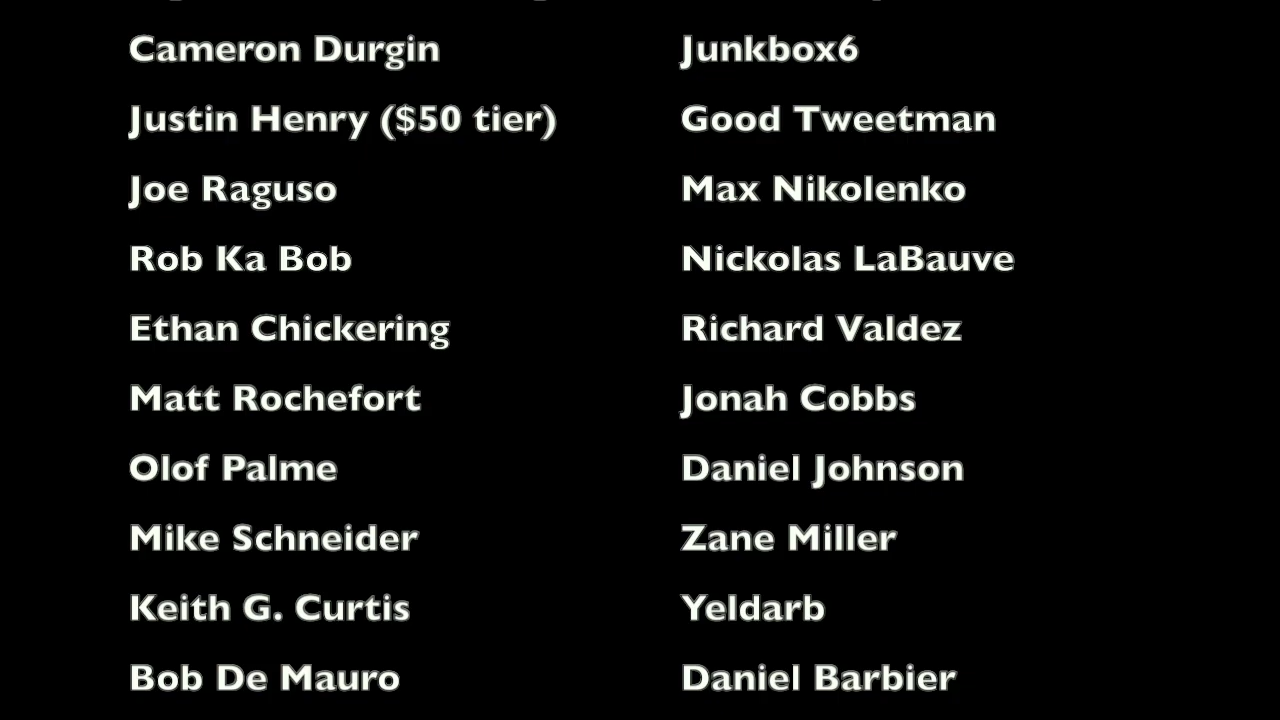 Cameron Durgin
Junkbox6
Justin Henry ($50 tier)
Good Tweetman
Joe Raguso
Max Nikolenko
Rob Ka Bob
Nickolas LaBauve
Ethan Chickering
Richard Valdez
Matt Rochefort
Jonah Cobbs
Olof Palme
Daniel Johnson
Mike Schneider
Zane Miller
Keith G. Curtis
Yeldarb
Bob De Mauro
Daniel Barbier